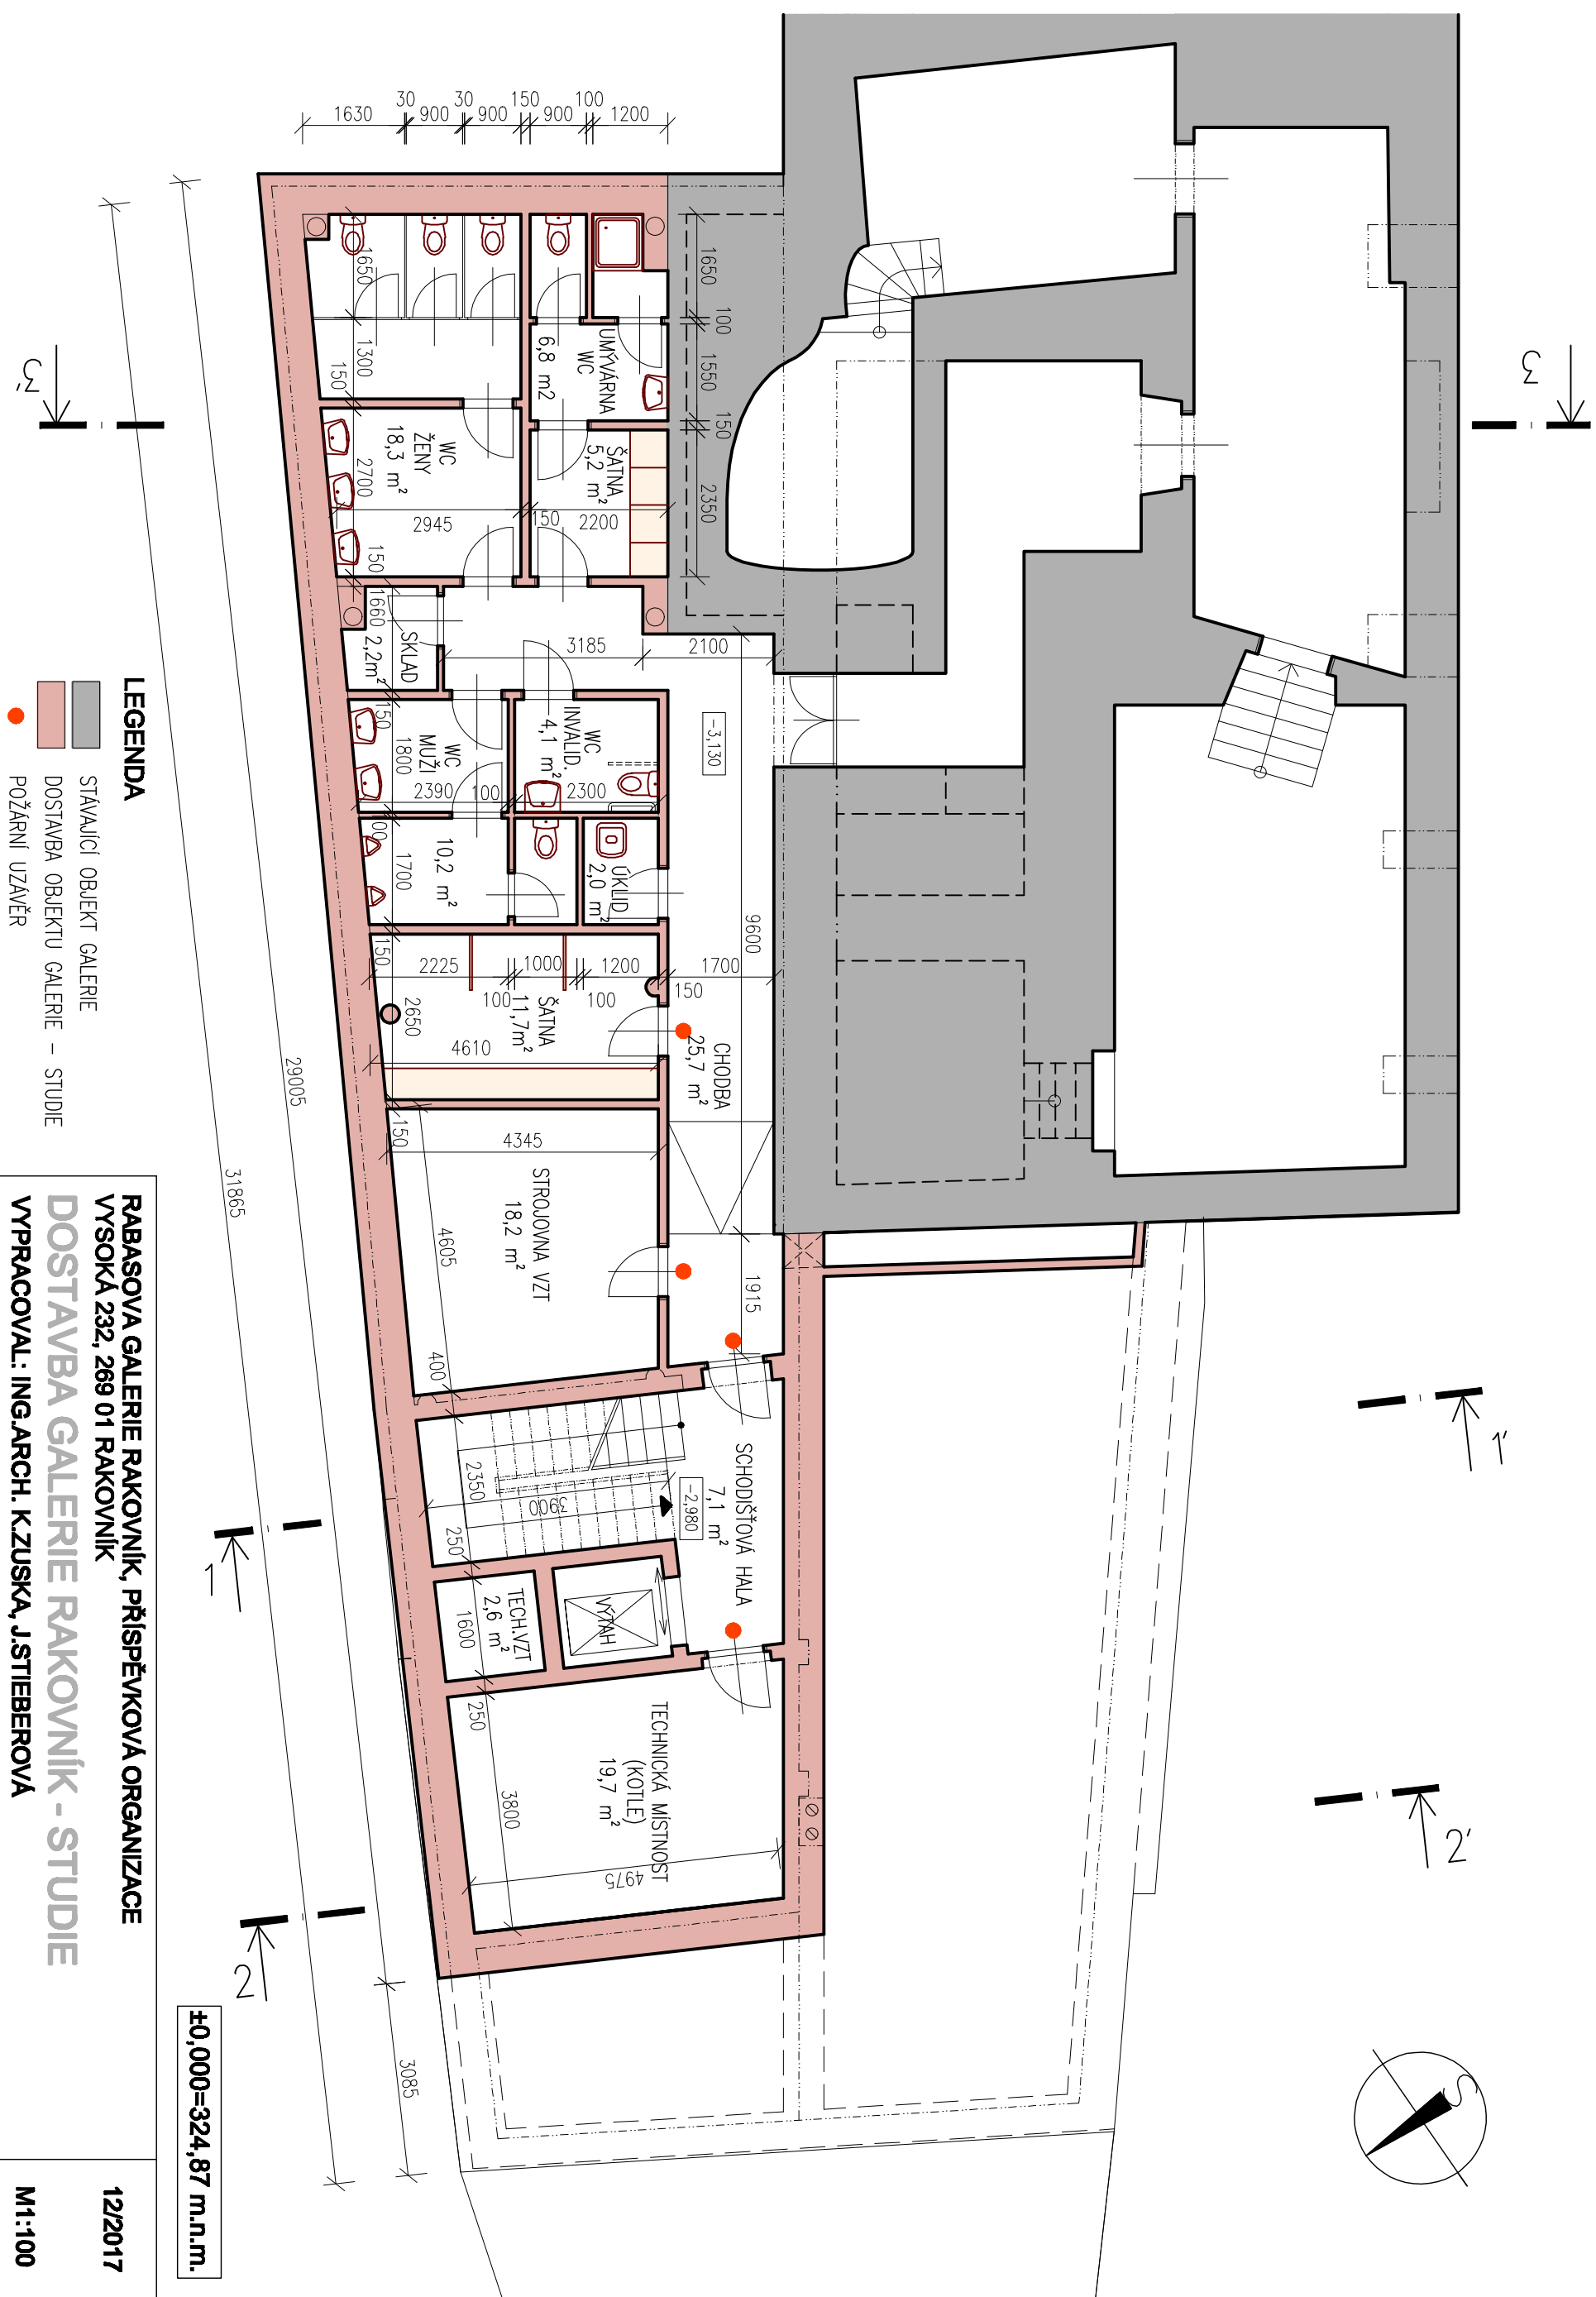 3
3'
1'
1
2'
2
S
1630
30
900
30
900
150
900
100
1200
1650
100
1550
150
2350
1650
1300
150
2700
150
1660
UMÝVÁRNA
WC
6,8 m2
ŠATNA
5,2 m²
WC
ŽENY
18,3 m²
2945
150
2200
SKLAD
2,2m²
3185
2100
-3,130
WC
INVALID.
4,1 m²
WC
MUŽI
150
1800
2390
100
2300
100
1700
10,2 m²
ÚKLID
2,0 m²
9600
150
2225
1000
1200
1700
100
100
150
2650
ŠATNA
11,7m²
4610
CHODBA
25,7 m²
150
4345
STROJOVNA VZT
18,2 m²
4605
400
1915
SCHODIŠŤOVÁ HALA
7,1 m²
-2,980
2350
3900
250
TECH.VZT
2,6 m²
1600
VÝTAH
250
TECHNICKÁ MÍSTNOST
(KOTLE)
19,7 m²
3800
4975
29005
31865
3085
LEGENDA
STÁVAJÍCÍ OBJEKT GALERIE
DOSTAVBA OBJEKTU GALERIE - STUDIE
POŽÁRNÍ UZÁVĚR
±0,000=324,87 m.n.m.
RABASOVA GALERIE RAKOVNÍK, PŘÍSPĚVKOVÁ ORGANIZACE
VYSOKÁ 232, 269 01 RAKOVNÍK
DOSTAVBA GALERIE RAKOVNÍK - STUDIE
VYPRACOVAL: ING.ARCH. K.ZUSKA, J.STIEBEROVÁ
12/2017
M1:100